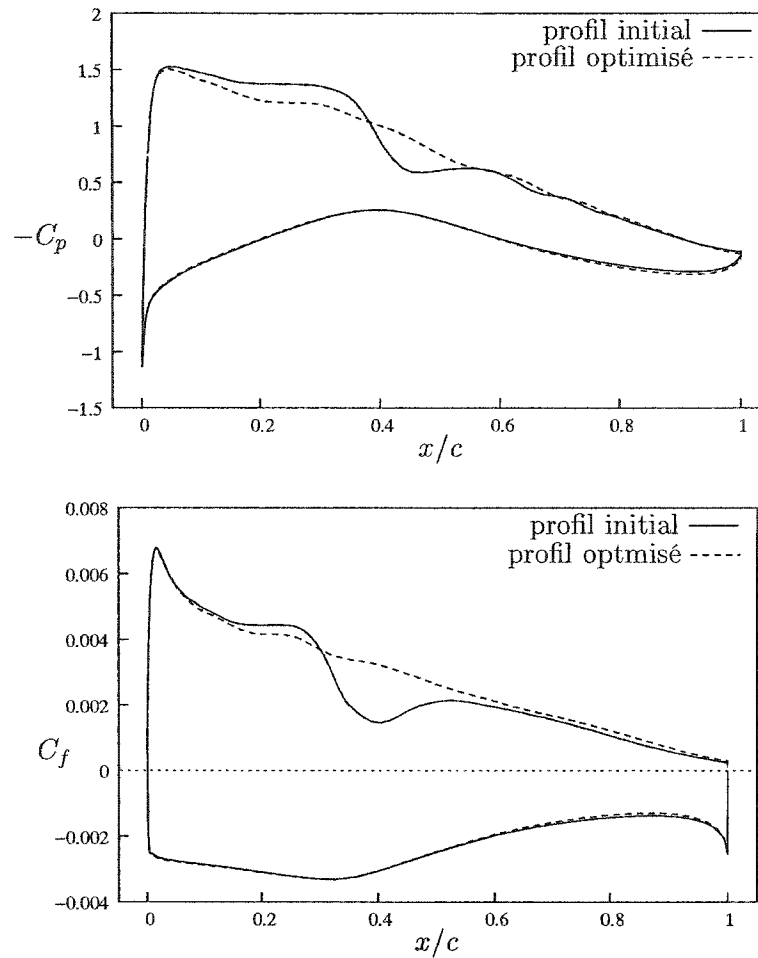 2
1.5
1
0.5
0
−0.5
−1
−1.5
−Cp
profil initial
profil optimisé
0 0.2 0.4 0.6 0.8 1
x/c
0.008
0.006
0.004
0.002
0
−0.002
−0.004
Cf
profil initial
profil optmisé
0 0.2 0.4 0.6 0.8 1
x/c